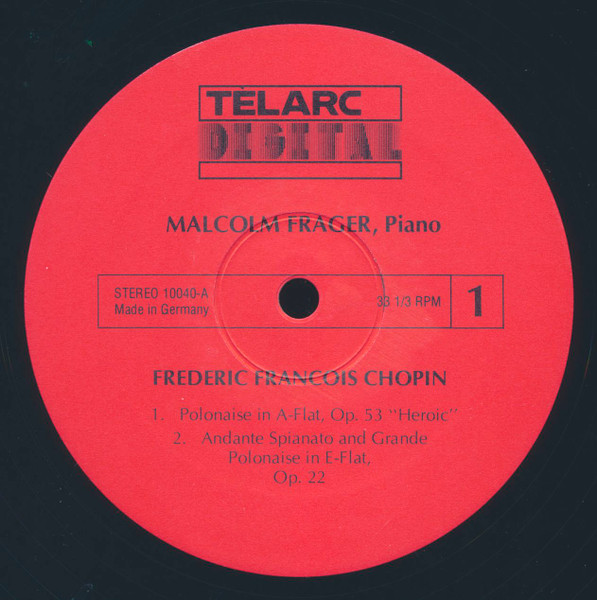 TELARC
DIGITAL
MALCOLM FRAGER, Piano
STEREO 10040-A
Made in Germany
33 1/3 RPM
1
FREDERIC FRANCOIS CHOPIN
1. Polonaise in A-Flat, Op. 53 "Heroic"
2. Andante Spianato and Grande
Polonaise in E-Flat,
Op. 22